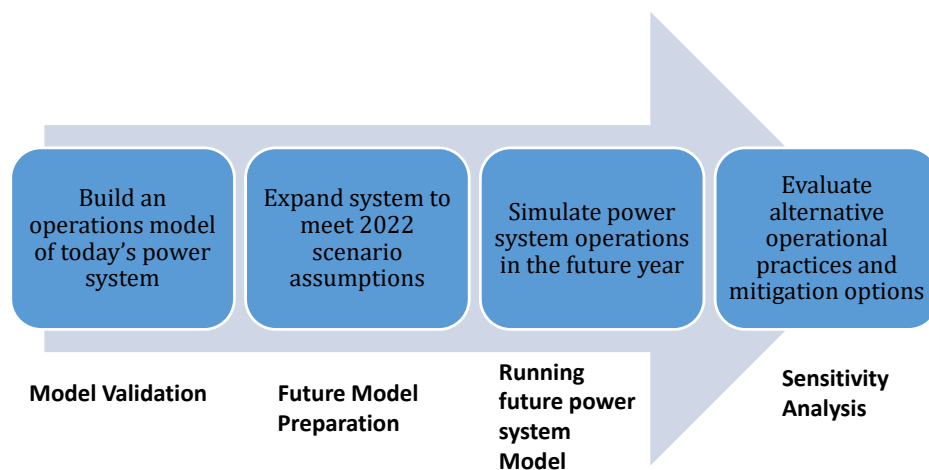 Build an
operations model
of today's power
system
Expand system to
meet 2022
scenario
assumptions
Simulate power
system operations
in the future year
Evaluate
alternative
operational
practices and
mitigation options
Model Validation
Future Model
Preparation
Running
future power
system
Model
Sensitivity
Analysis